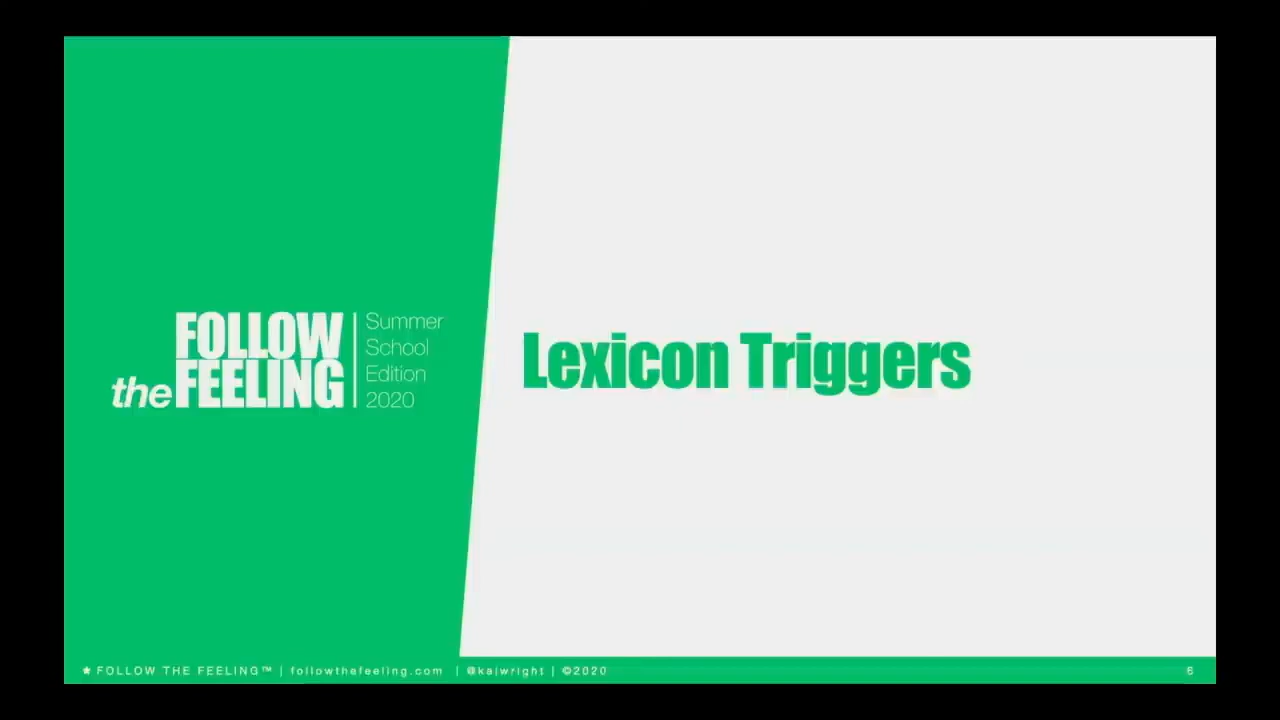 FOLLOW
the FEELING
Summer
School
Edition
2020
Lexicon Triggers
★ FOLLOW THE FEELING™ | followthefeeling.com | @kaiwright | ©2020
6